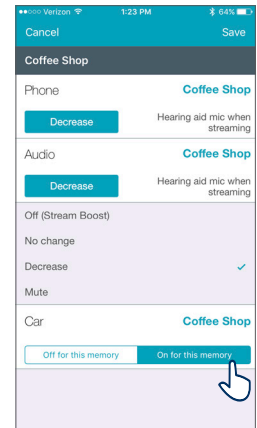 Verizon 1:23 PM 64%
Cancel Save
Coffee Shop
Phone Coffee Shop
Decrease Hearing aid mic when
streaming
Audio Coffee Shop
Decrease Hearing aid mic when
streaming
Off (Stream Boost)
No change
Decrease
Mute
Car Coffee Shop
Off for this memory On for this memory